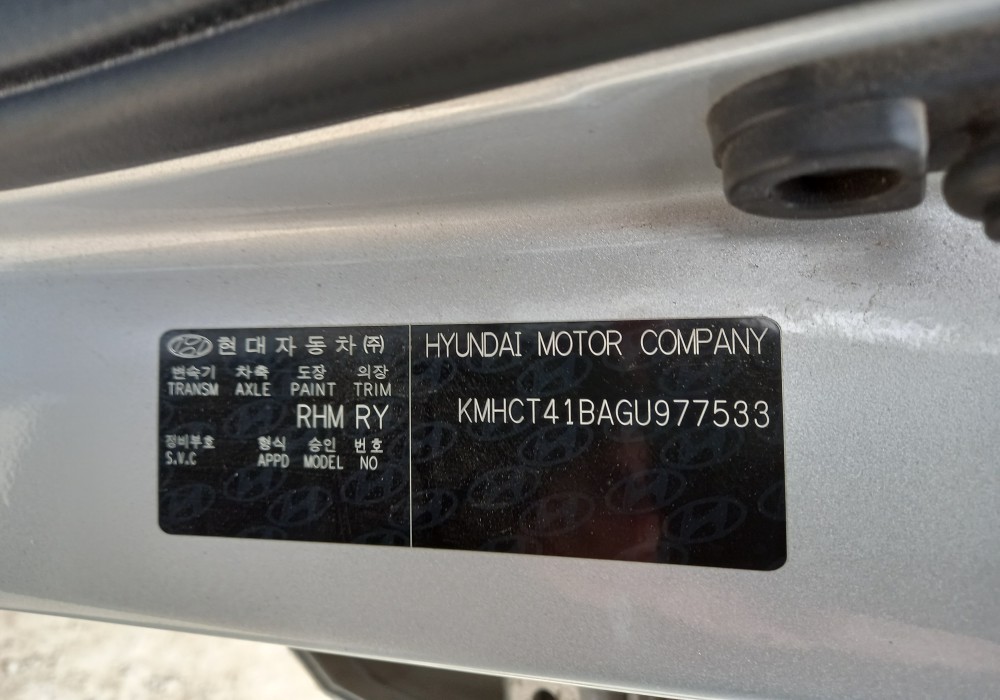 현대자동차㈜
변속기 차축 도장 의장
TRANSM AXLE PAINT TRIM
RHM RY
정비부호 형식 승인 번호
S.V.C APPD MODEL NO
HYUNDAI MOTOR COMPANY
KMHCT41BAGU977533